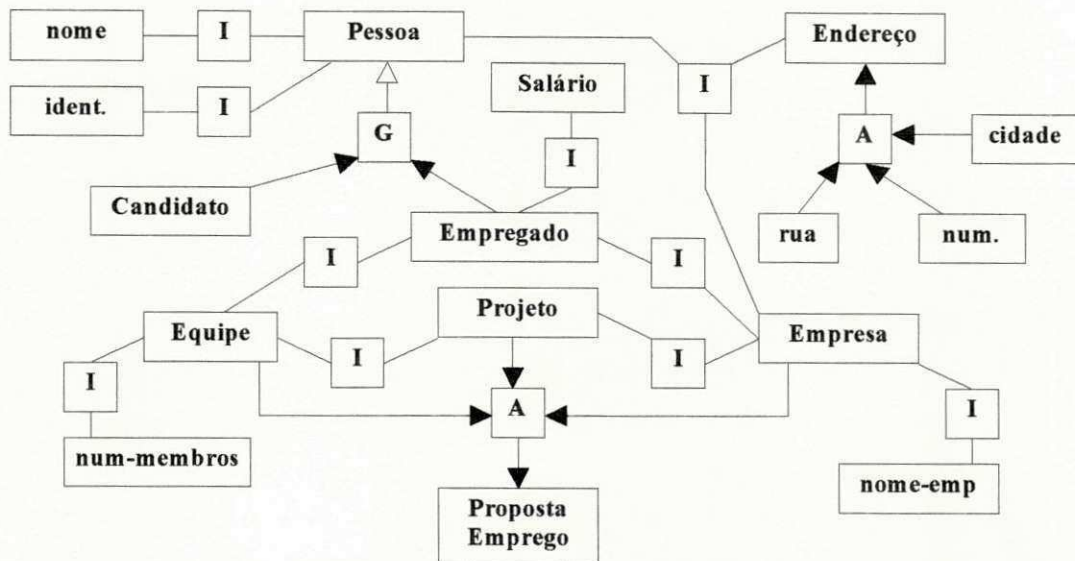 nome
I
Pessoa
Endereço
ident.
I
Salário
I
G
I
A
cidade
Candidato
Empregado
rua
num.
I
I
Equipe
Projeto
Empresa
I
I
I
A
I
num-membros
nome-emp
Proposta
Emprego